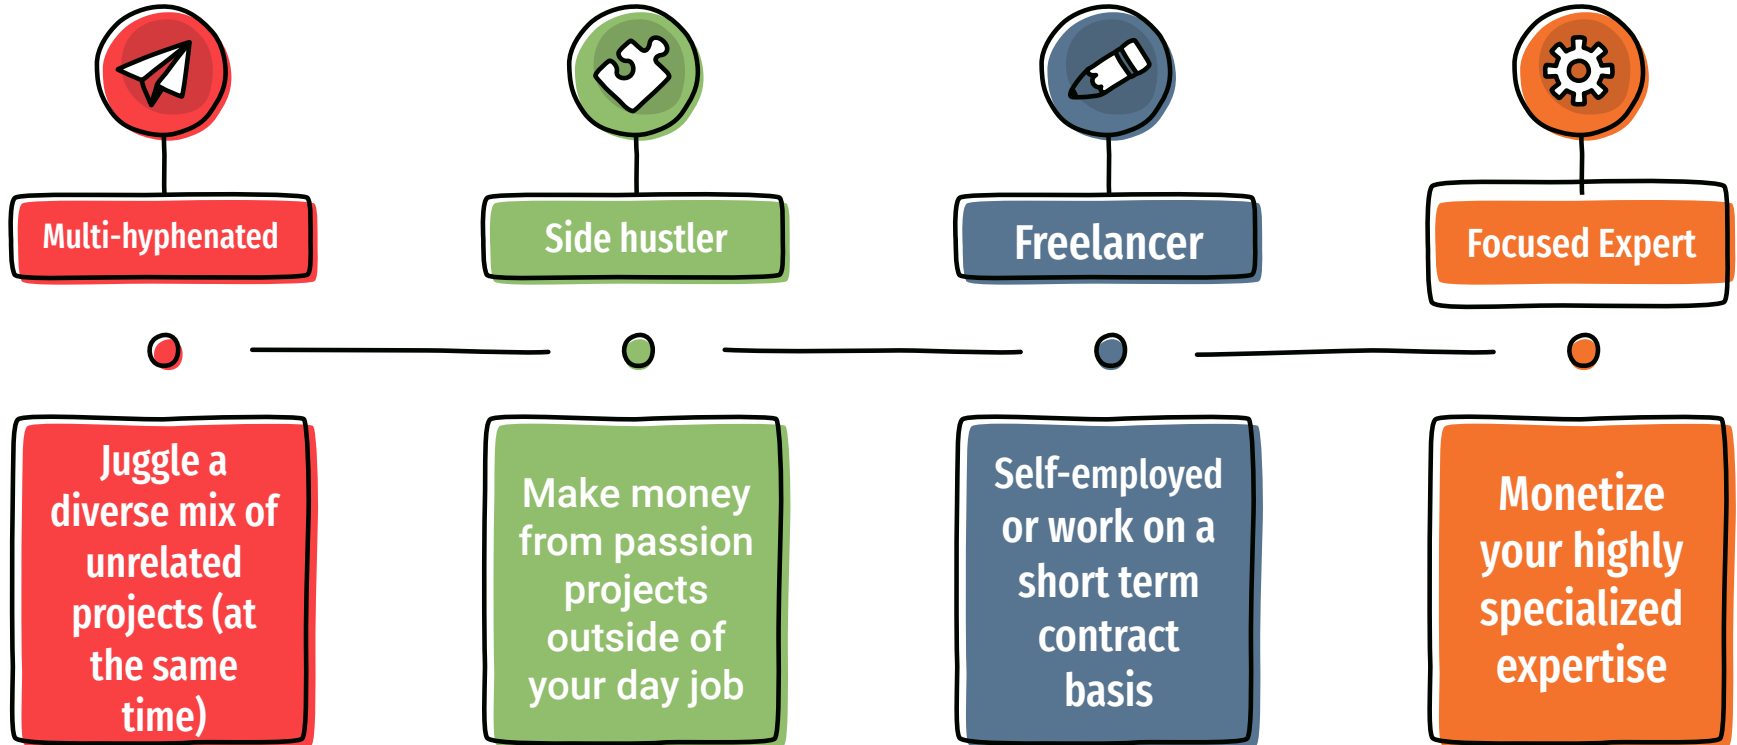 Multi-hyphenated
Side hustler
Freelancer
Focused Expert
Juggle a
diverse mix of
unrelated
projects (at
the same
time)
Make money
from passion
projects
outside of
your day job
Self-employed
or work on a
short term
contract
basis
Monetize
your highly
specialized
expertise